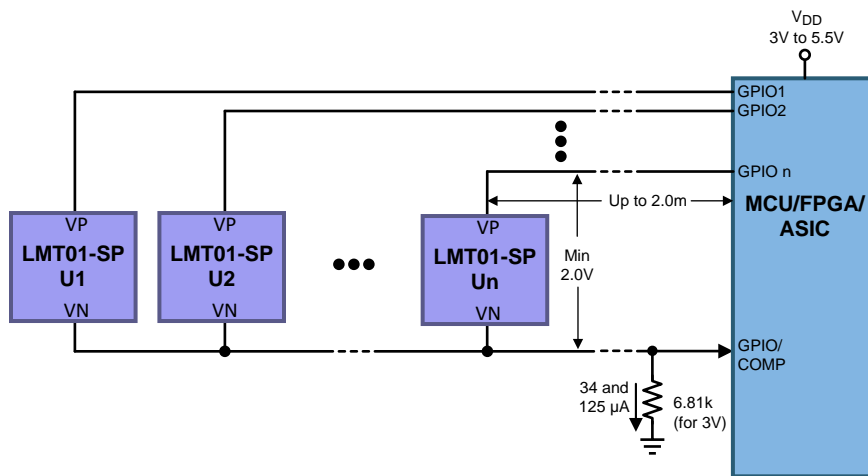 VDD
3V to 5.5V
GPIO1
GPIO2
GPIO n
Up to 2.0m
MCU/FPGA/
ASIC
VP
LMT01-SP
U1
VN
VP
LMT01-SP
U2
VN
VP
LMT01-SP
Un
VN
Min
2.0V
GPIO/
COMP
34 and
125 µA
6.81k
(for 3V)